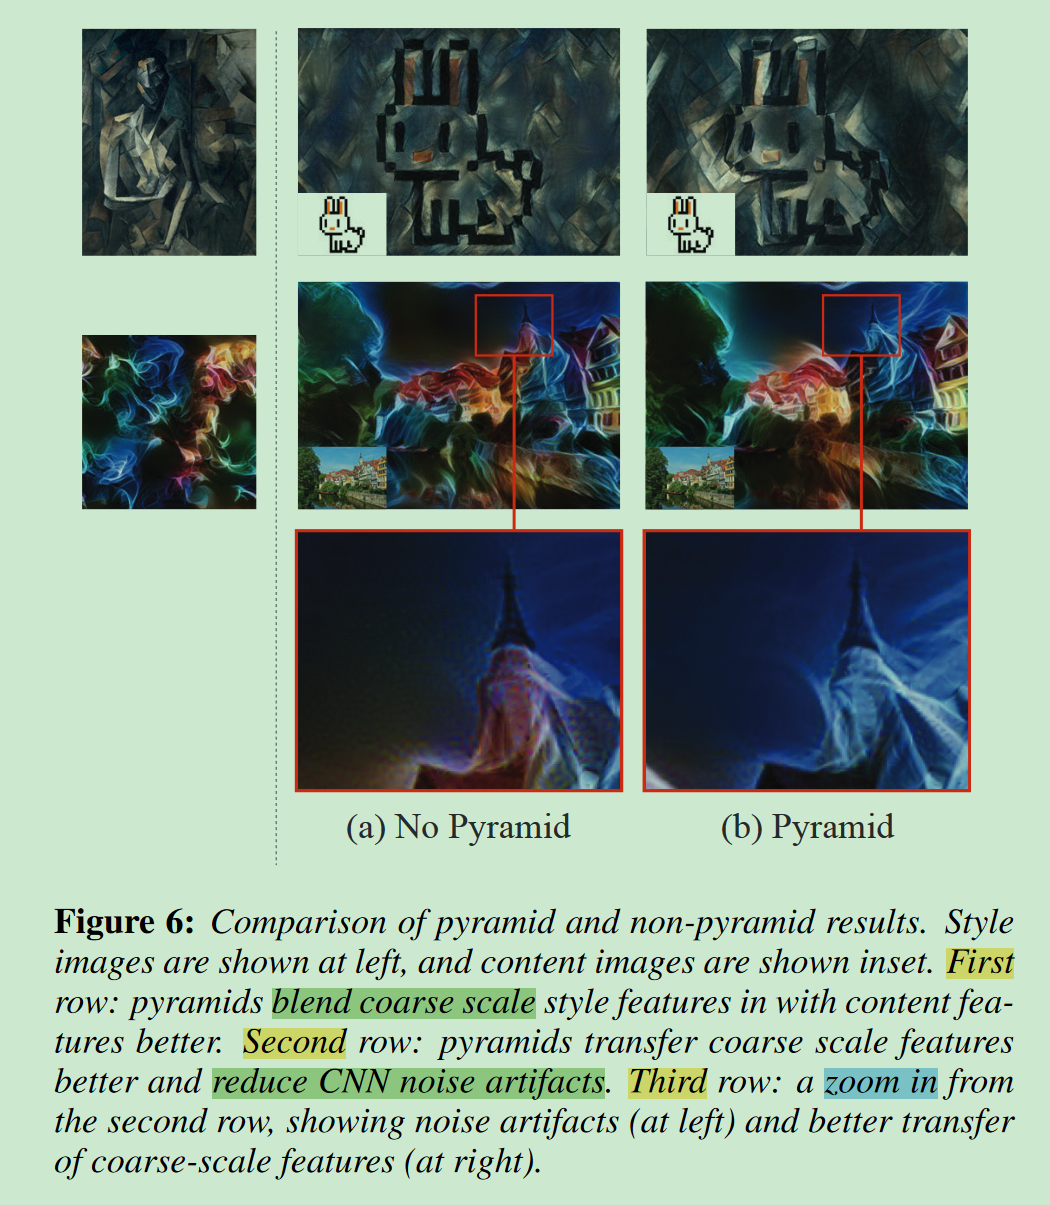 (a) No Pyramid
(b) Pyramid
Figure 6: Comparison of pyramid and non-pyramid results. Style
images are shown at left, and content images are shown inset. First
row: pyramids blend coarse scale style features in with content fea-
tures better. Second row: pyramids transfer coarse scale features
better and reduce CNN noise artifacts. Third row: a zoom in from
the second row, showing noise artifacts (at left) and better transfer
of coarse-scale features (at right).